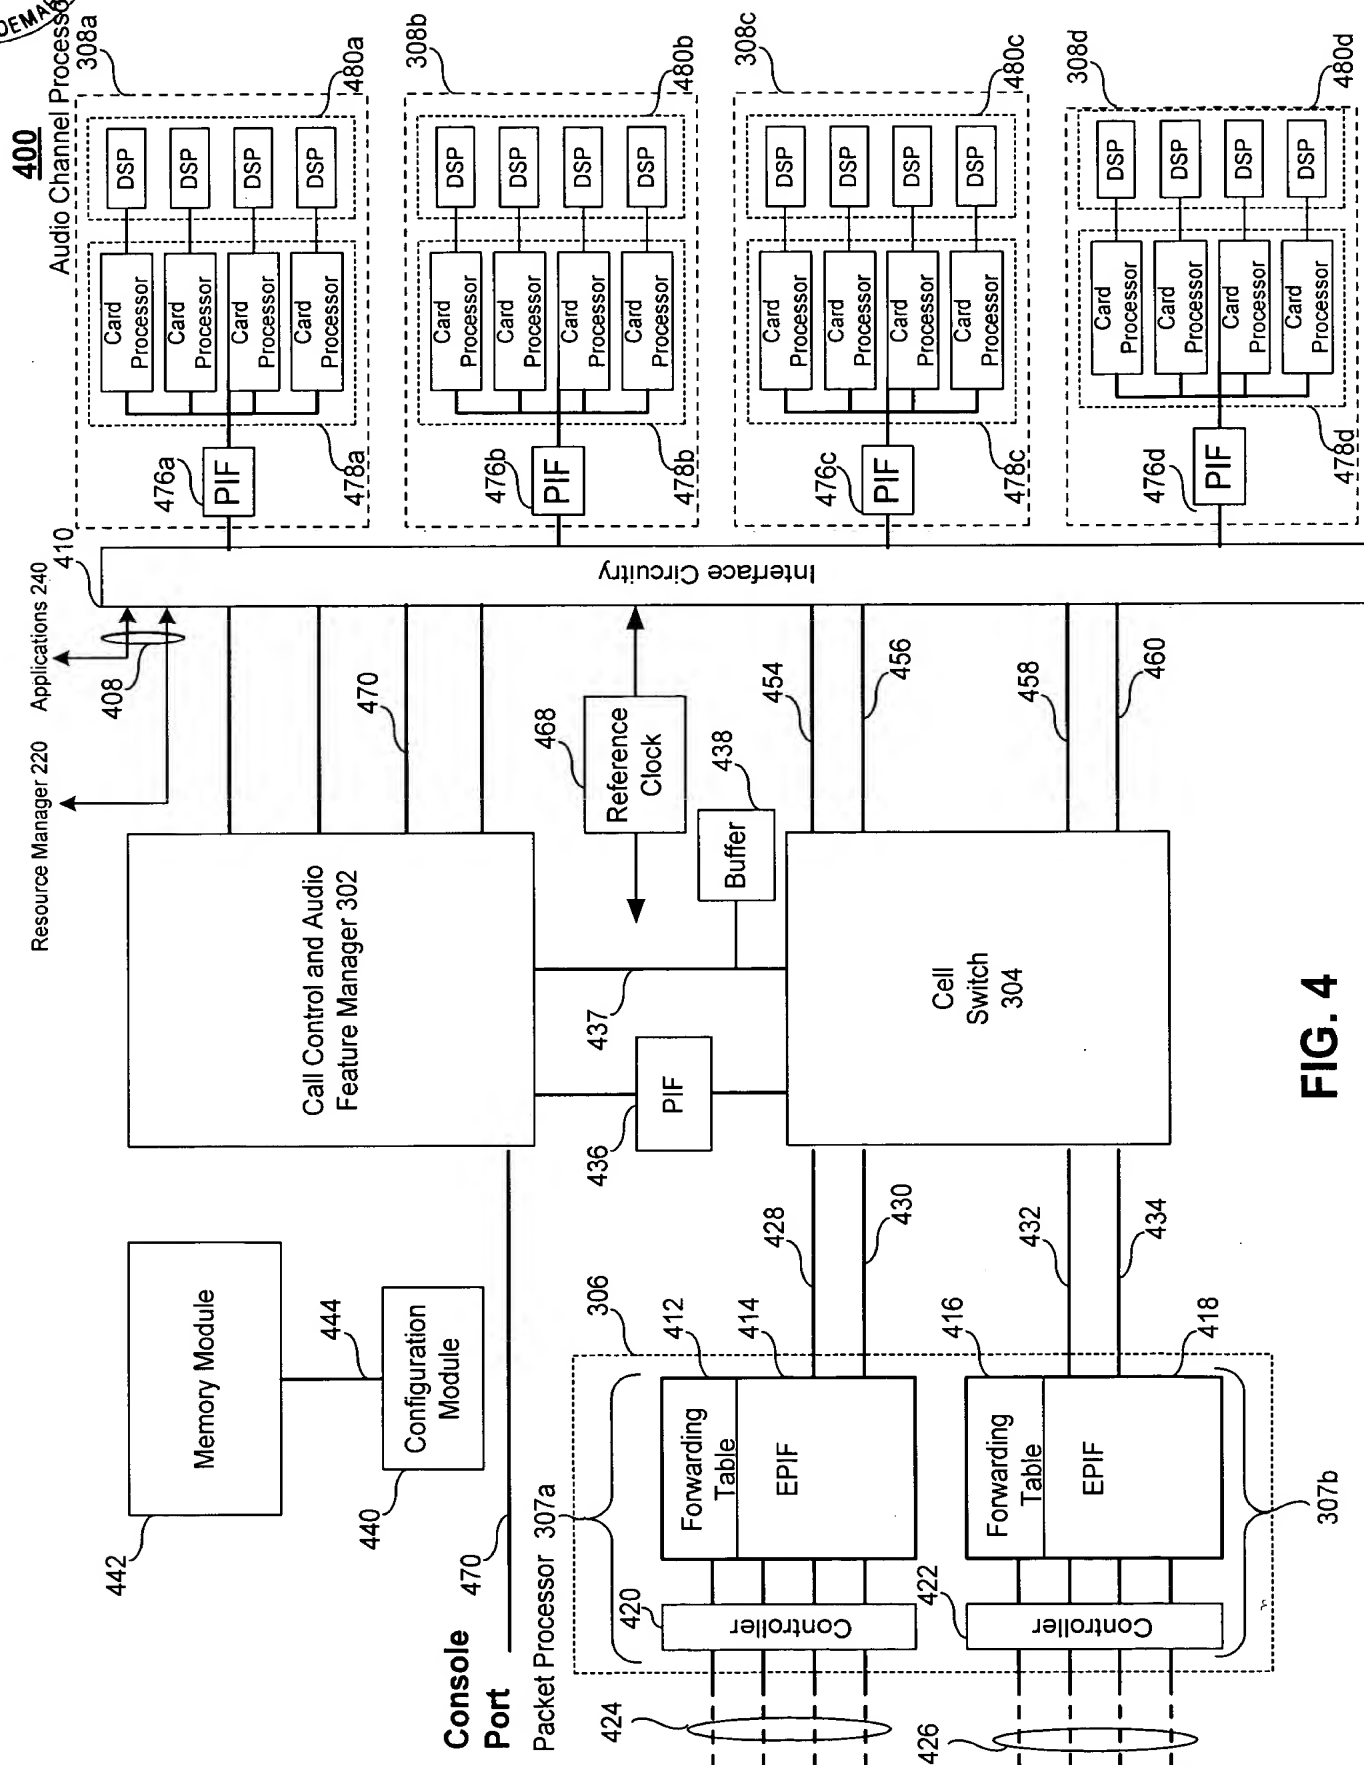 DEMA
400
Audio Channel Processo
308a
480a
DSP
DSP
DSP
DSP
Card
Processor
Card
Processor
Card
Processor
Card
Processor
476a
PIF
478a
308b
480b
DSP
DSP
DSP
DSP
Card
Processor
Card
Processor
Card
Processor
Card
Processor
476b
PIF
478b
308c
480c
DSP
DSP
DSP
DSP
Card
Processor
Card
Processor
Card
Processor
Card
Processor
476c
PIF
478c
308d
480d
DSP
DSP
DSP
DSP
Card
Processor
Card
Processor
Card
Processor
Card
Processor
476d
PIF
478d
410
Interface Circuitry
Applications 240
408
Resource Manager 220
470
468
Reference
Clock
438
Buffer
454
456
458
460
Call Control and Audio
Feature Manager 302
437
436
PIF
Cell
Switch
304
428
430
432
434
Memory Module
442
444
Configuration
Module
440
470
Console
Port
Packet Processor
307a
306
412
414
Forwarding
Table
EPIF
420
Controller
424
416
418
Forwarding
Table
EPIF
422
Controller
426
307b
FIG. 4